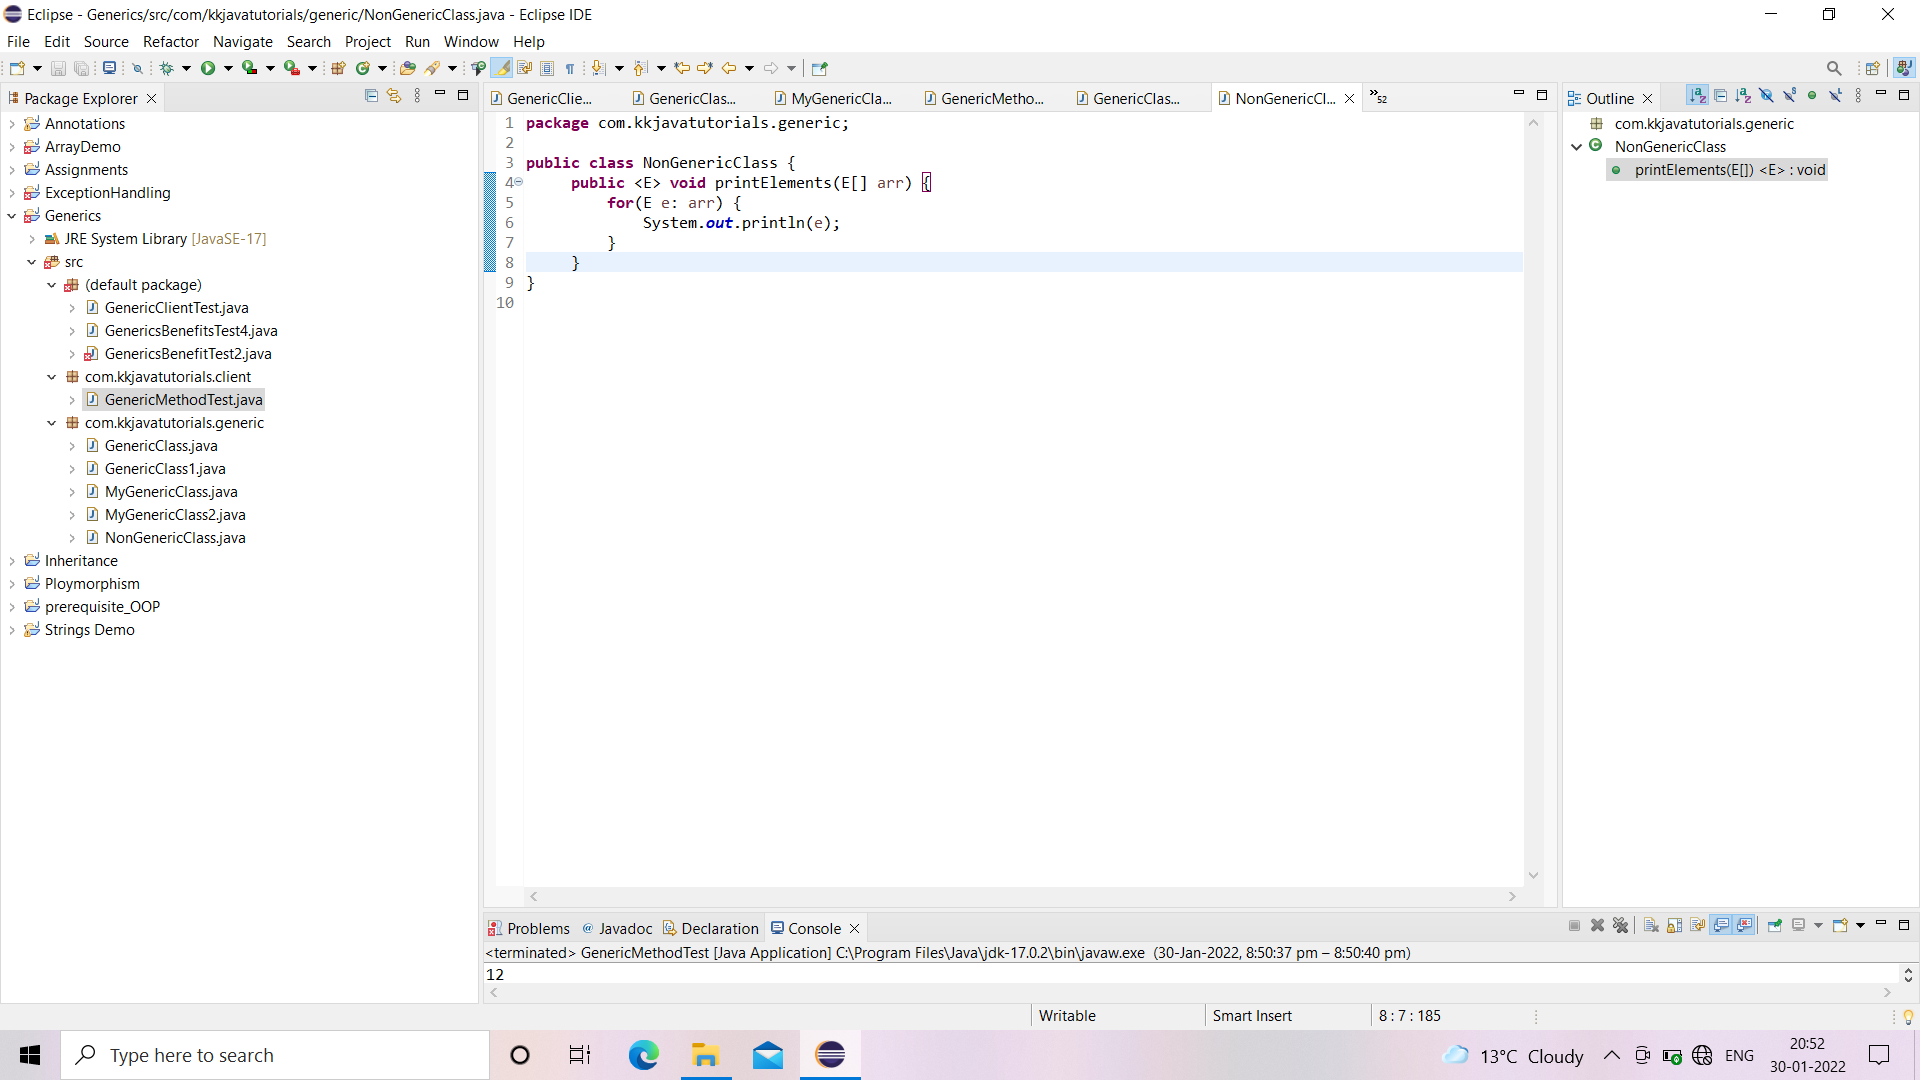 Eclipse - Generics/src/com/kkjavatutorials/generic/NonGenericClass.java - Eclipse IDE
File Edit Source Refactor Navigate Search Project Run Window Help
Package Explorer
Annotations
ArrayDemo
Assignments
ExceptionHandling
Generics
JRE System Library [JavaSE-17]
src
(default package)
GenericClientTest.java
GenericsBenefitsTest4.java
GenericsBenefitTest2.java
com.kkjavatutorials.client
GenericMethodTest.java
com.kkjavatutorials.generic
GenericClass.java
GenericClass1.java
MyGenericClass.java
MyGenericClass2.java
NonGenericClass.java
Inheritance
Ploymorphism
prerequisite_OOP
Strings Demo
GenericClie... GenericClas... MyGenericCla... GenericMetho... GenericClas... NonGenericCl... »52
1 package com.kkjavatutorials.generic;
2
3 public class NonGenericClass {
4 public <E> void printElements(E[] arr) {
5 for(E e: arr) {
6 System.out.println(e);
7 }
8 }
9 }
10
Outline
com.kkjavatutorials.generic
NonGenericClass
printElements(E[]) <E> : void
Problems @ Javadoc Declaration Console
<terminated> GenericMethodTest [Java Application] C:\Program Files\Java\jdk-17.0.2\bin\javaw.exe (30-Jan-2022, 8:50:37 pm – 8:50:40 pm)
12
Writable Smart Insert 8 : 7 : 185
Type here to search
13°C Cloudy ENG 20:52
30-01-2022